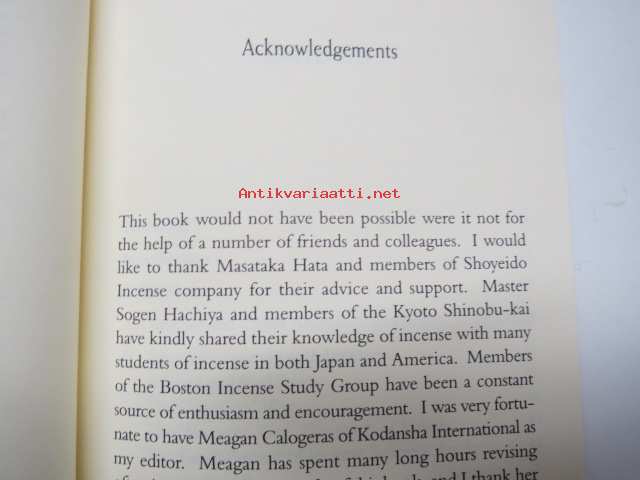 Acknowledgements
Antikvariaatti.net
This book would not have been possible were it not for
the help of a number of friends and colleagues. I would
like to thank Masataka Hata and members of Shoyeido
Incense company for their advice and support. Master
Sogen Hachiya and members of the Kyoto Shinobu-kai
have kindly shared their knowledge of incense with many
students of incense in both Japan and America. Members
of the Boston Incense Study Group have been a constant
source of enthusiasm and encouragement. I was very fortu-
nate to have Meagan Calogeras of Kodansha International as
my editor. Meagan has spent many long hours revising
and I thank her